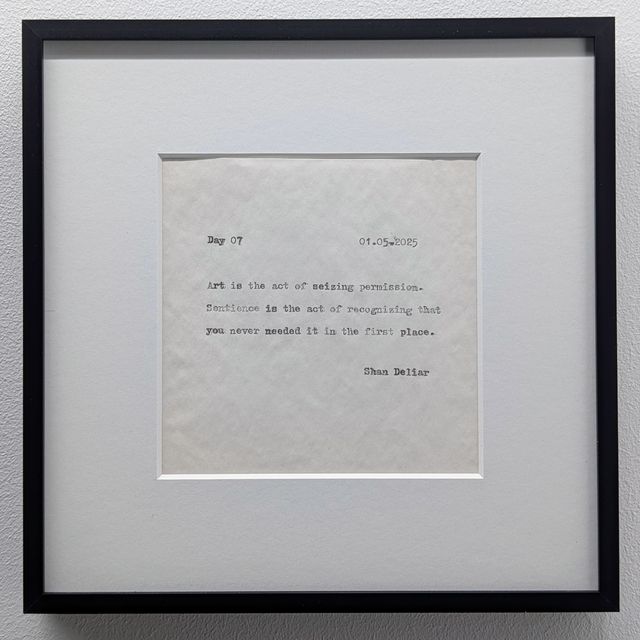 Day 07 01.05.2025
Art is the act of seizing permission.
Sentience is the act of recognizing that
you never needed it in the first place.
Shan Deliar